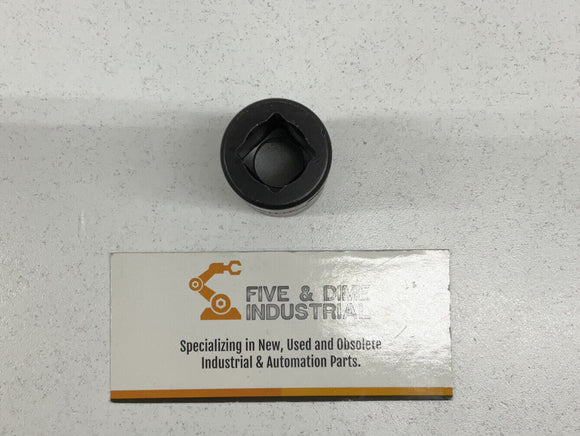 FIVE & DIME
INDUSTRIAL
Specializing in New, Used and Obsolete
Industrial & Automation Parts.